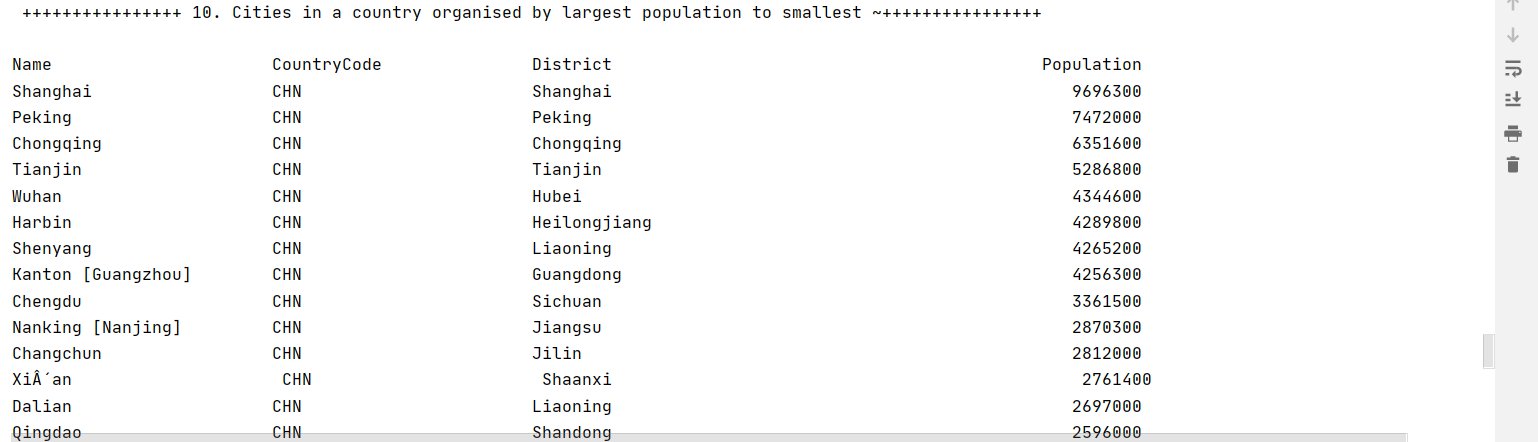 ++++++++++++++++ 10. Cities in a country organised by largest population to smallest ~++++++++++++++++
Name CountryCode District Population
Shanghai CHN Shanghai 9696300
Peking CHN Peking 7472000
Chongqing CHN Chongqing 6351600
Tianjin CHN Tianjin 5286800
Wuhan CHN Hubei 4344600
Harbin CHN Heilongjiang 4289800
Shenyang CHN Liaoning 4265200
Kanton [Guangzhou] CHN Guangdong 4256300
Chengdu CHN Sichuan 3361500
Nanking [Nanjing] CHN Jiangsu 2870300
Changchun CHN Jilin 2812000
XiÂ´an CHN Shaanxi 2761400
Dalian CHN Liaoning 2697000
Qingdao CHN Shandong 2596000